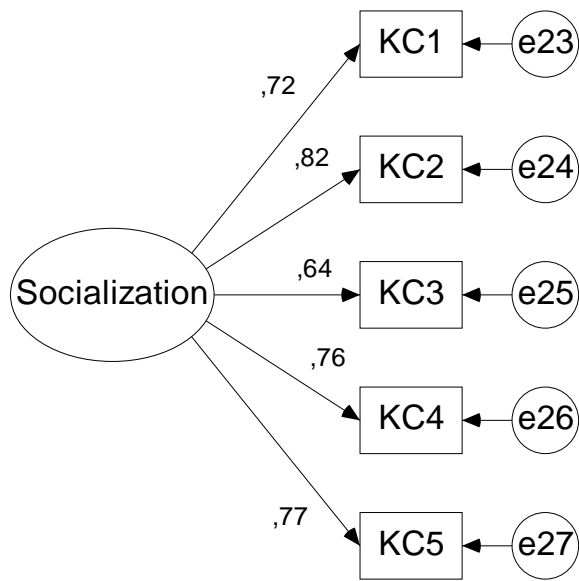 KC1
e23
,72
KC2
e24
,82
Socialization
,64
KC3
e25
,76
KC4
e26
,77
KC5
e27